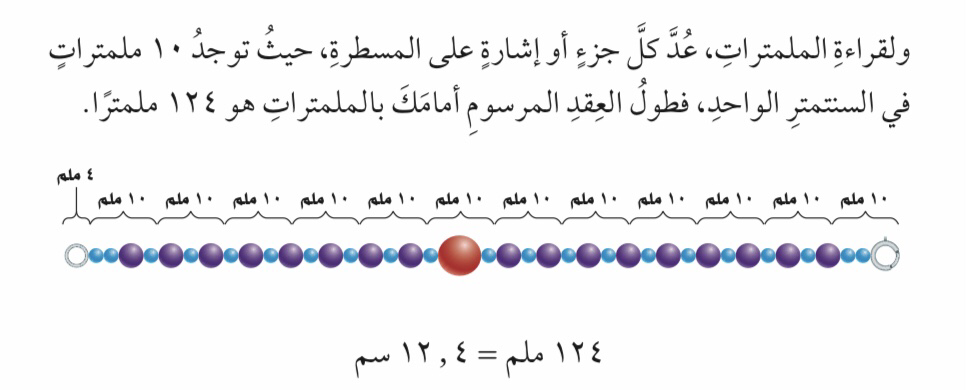 ولقراءةِ الملمتراتِ، عُدَّ كلَّ جزءٍ أو إشارةٍ على المسطرةِ، حيثُ توجدُ ١٠ ملمتراتٍ
في السنتمترِ الواحدِ، فطولُ العِقدِ المرسومِ أمامَكَ بالملمتراتِ هو ١٢٤ ملمترًا.
٤ ملم
١٠ ملم ١٠ ملم ١٠ ملم ١٠ ملم ١٠ ملم ١٠ ملم ١٠ ملم ١٠ ملم ١٠ ملم ١٠ ملم ١٠ ملم ١٠ ملم
١٢٤ ملم = ١٢,٤ سم